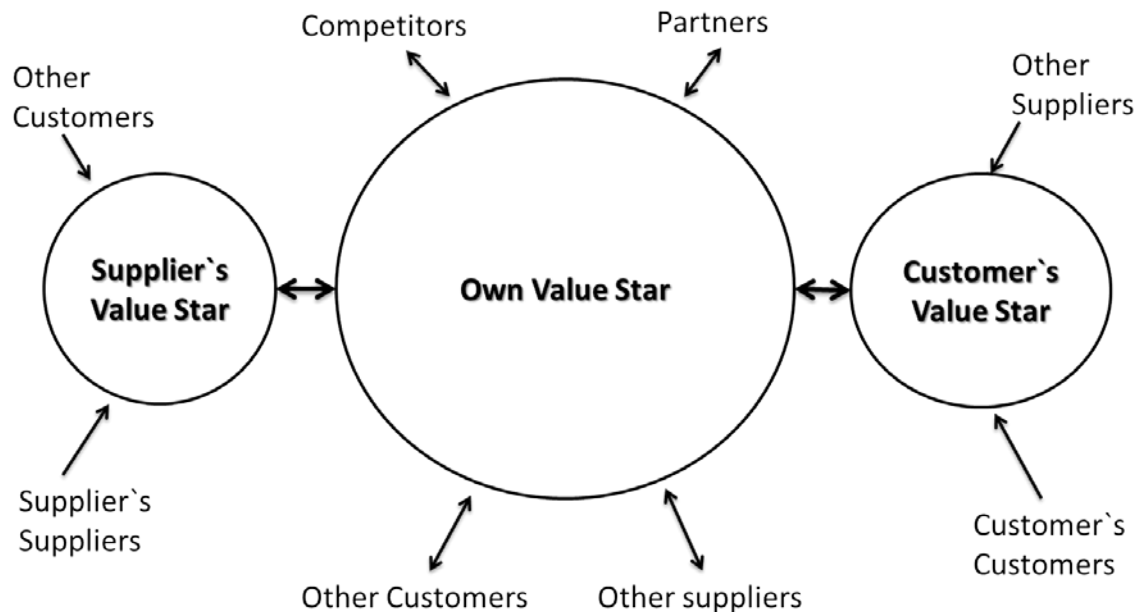 Competitors
Partners
Other
Customers
Other
Suppliers
Supplier`s
Value Star
Own Value Star
Customer`s
Value Star
Supplier`s
Suppliers
Customer`s
Customers
Other Customers
Other suppliers